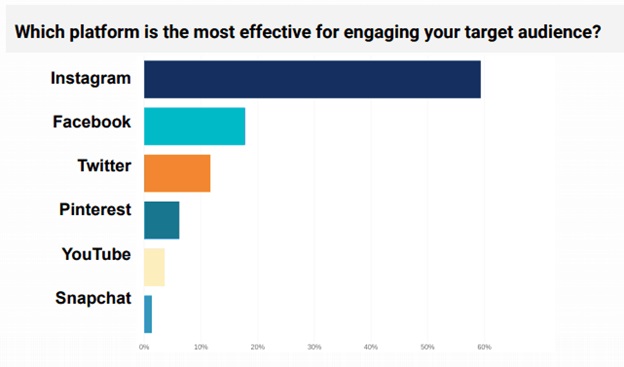 Which platform is the most effective for engaging your target audience?
Instagram
Facebook
Twitter
Pinterest
YouTube
Snapchat
0% 10% 20% 30% 40% 50% 60%